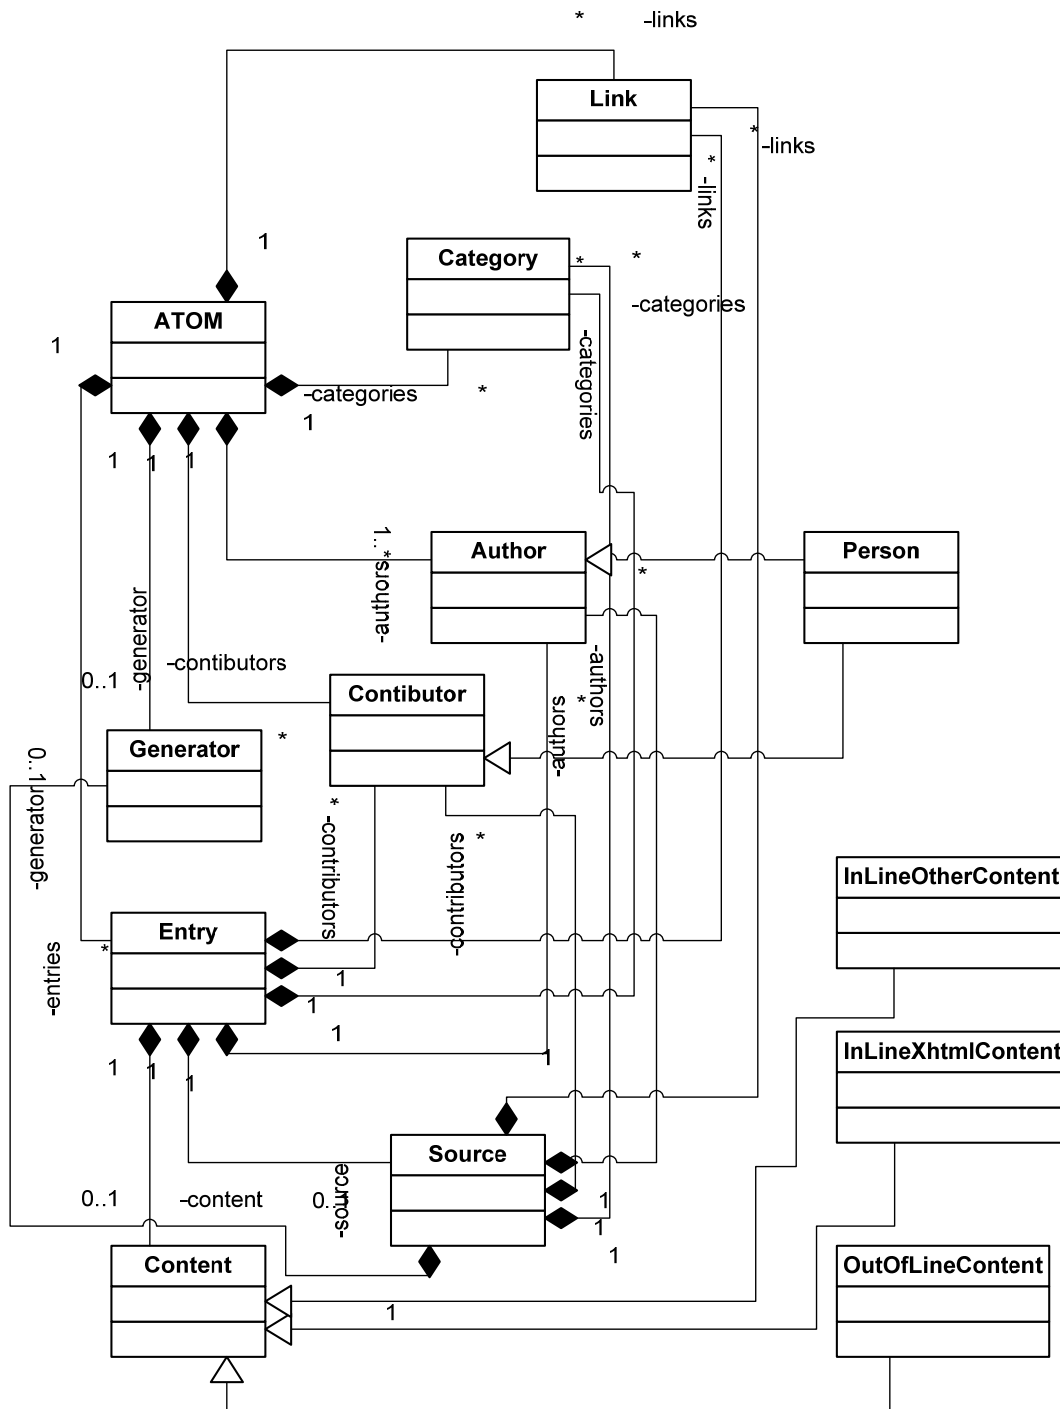 * -links
Link
* -links
* -links
1
Category
* *
-categories
ATOM
1
-categories
-categories *
1
1 1 1
1..*
-authors
Author
*
Person
-generator
-contibutors
0..1
Contibutor
-authors
*
-authors
Generator
*
0..1
-generator
*
-contributors
*
-contributors
InLineOtherContent
Entry
*
-entries
1
1
1
1
1 1 1
InLineXhtmlContent
Source
0..1 -content 0..1
-source
1
1
1
Content
OutOfLineContent
1